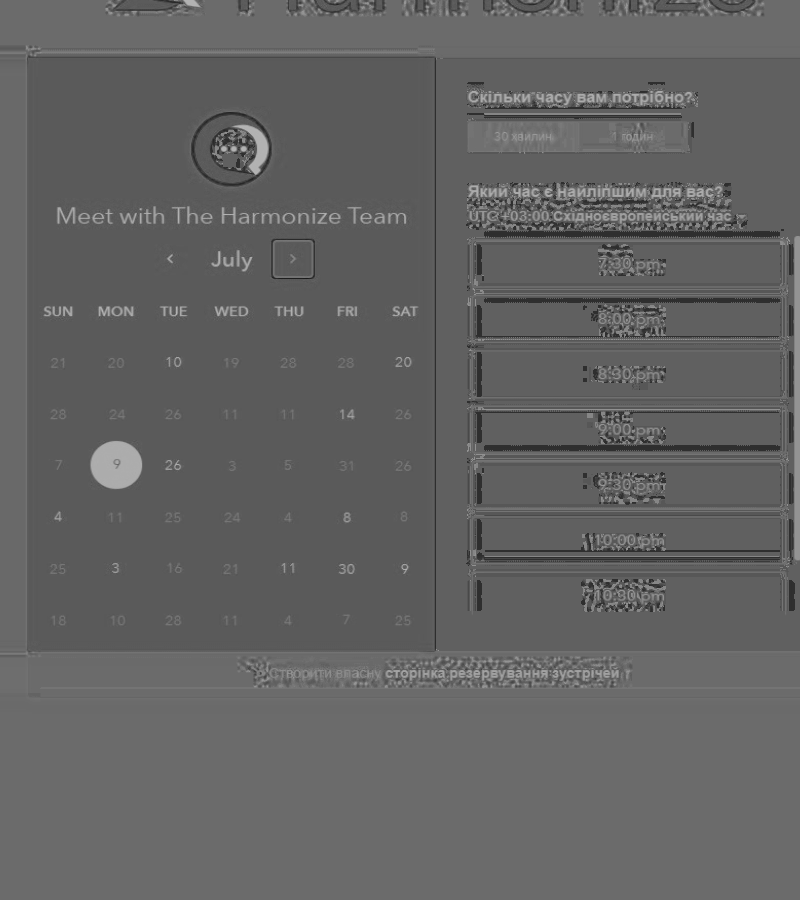 Harmonize
Meet with The Harmonize Team
July
SUN MON TUE WED THU FRI SAT
21 20 10 19 28 28 20
28 24 26 11 11 14 26
7 9 26 3 5 31 26
4 11 25 24 4 8 8
25 3 16 21 11 30 9
18 10 28 11 4 7 25
Скільки часу вам потрібно?
30 хвилин 1 годин
Який час є найліпшим для вас?
UTC +03:00 Східноєвропейський час
7:30 pm
8:00 pm
8:30 pm
9:00 pm
9:30 pm
10:00 pm
10:30 pm
Створити власну сторінка резервування зустрічей